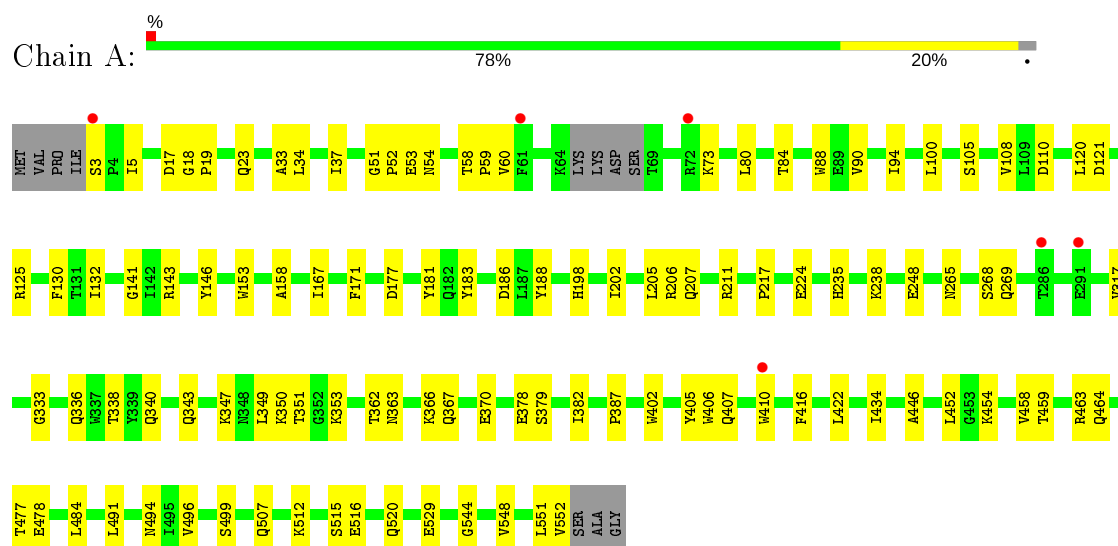 %
Chain A:
78% 20% •
MET VAL PRO ILE S3 P4 I5 D17 G18 P19 Q23 A33 L34 I37 G51 P52 E53 N54 T58 P59 V60 F61 K64 LYS LYS ASP SER T69 R72 K73 L80 T84 W88 E89 V90 I94 L100 S105 V108 L109 D110 L120 D121
R125 F130 T131 I132 G141 I142 R143 Y146 W153 A158 I167 F171 D177 Y181 Q182 Y183 D186 L187 Y188 H198 I202 L205 R206 Q207 R211 P217 E224 H235 K238 E248 N265 S268 Q269 T286 E291
G333 Q336 W337 T338 Y339 Q340 Q343 K347 N348 L349 K350 T351 G352 K353 T362 N363 K366 Q367 E370 E378 S379 I382 P387 W402 Y405 W406 Q407 W410 F416 L422 I434 A446 L452 G453 K454 V458 T459 R463 Q464
T477 E478 L484 L491 N494 I495 V496 S499 Q507 K512 S515 E516 Q520 E529 G544 V548 L551 V552 SER ALA GLY